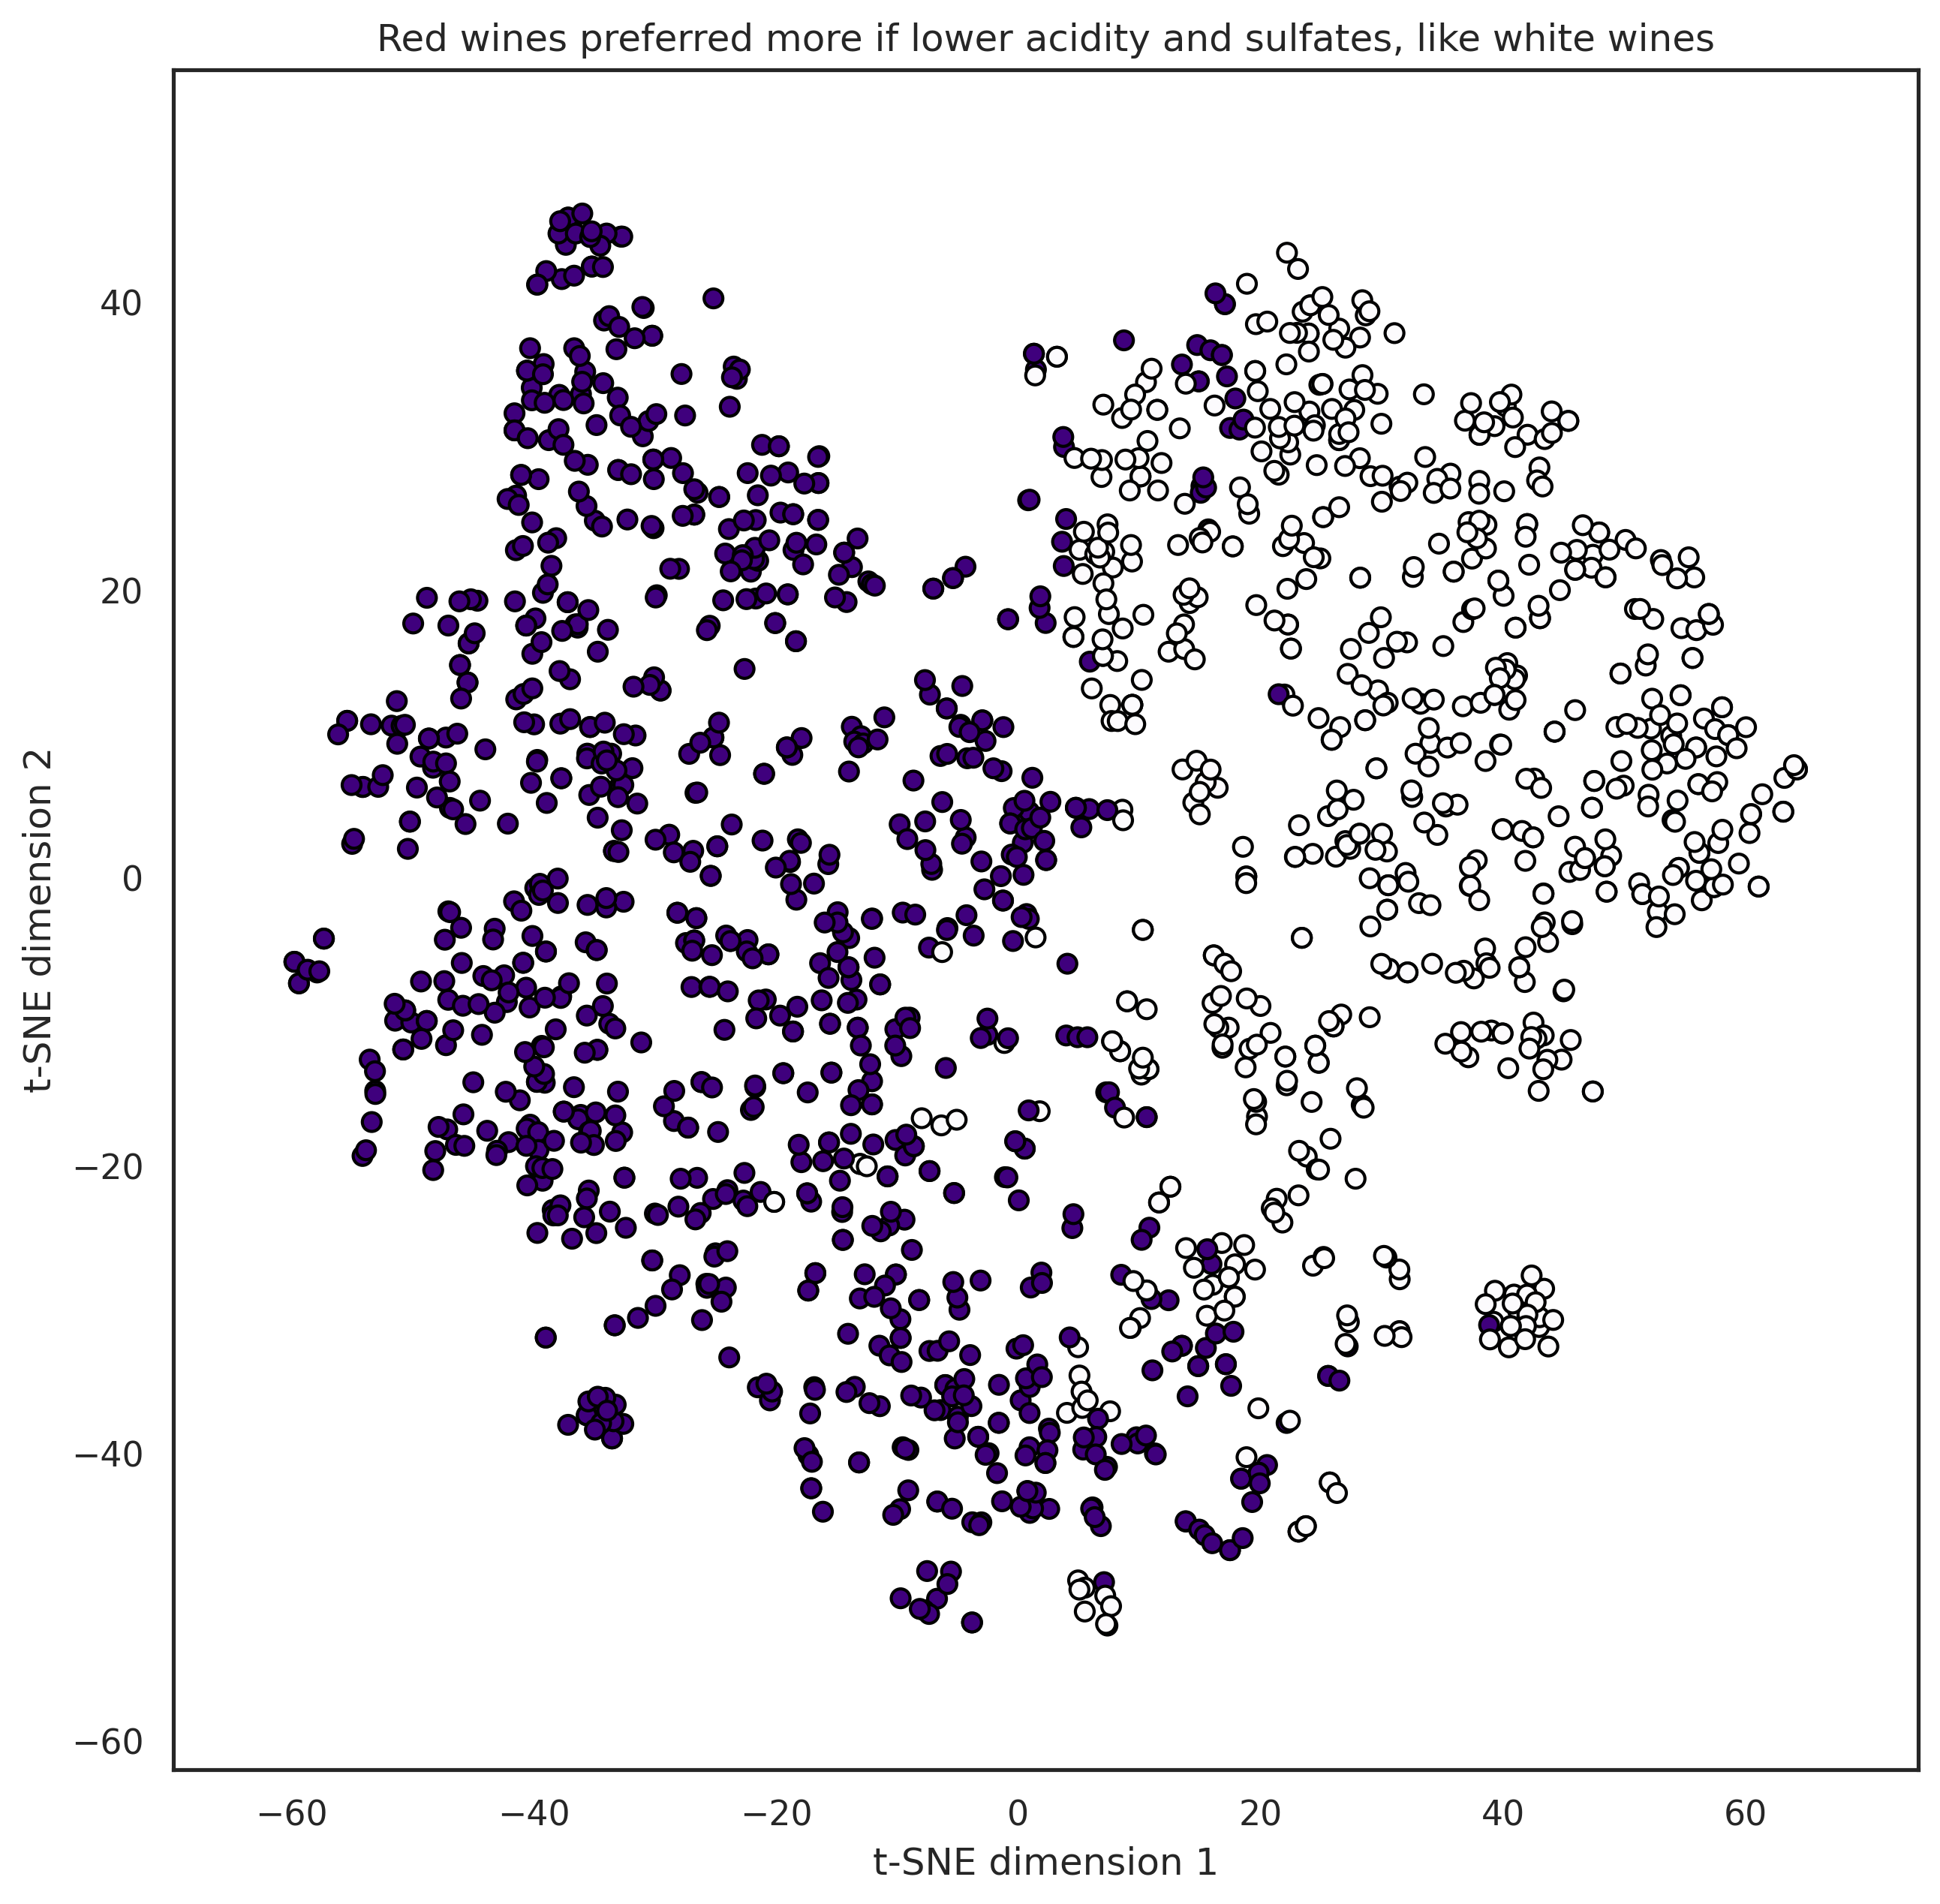 Red wines preferred more if lower acidity and sulfates, like white wines
40
20
0
−20
−40
−60
t-SNE dimension 2
−60 −40 −20 0 20 40 60
t-SNE dimension 1